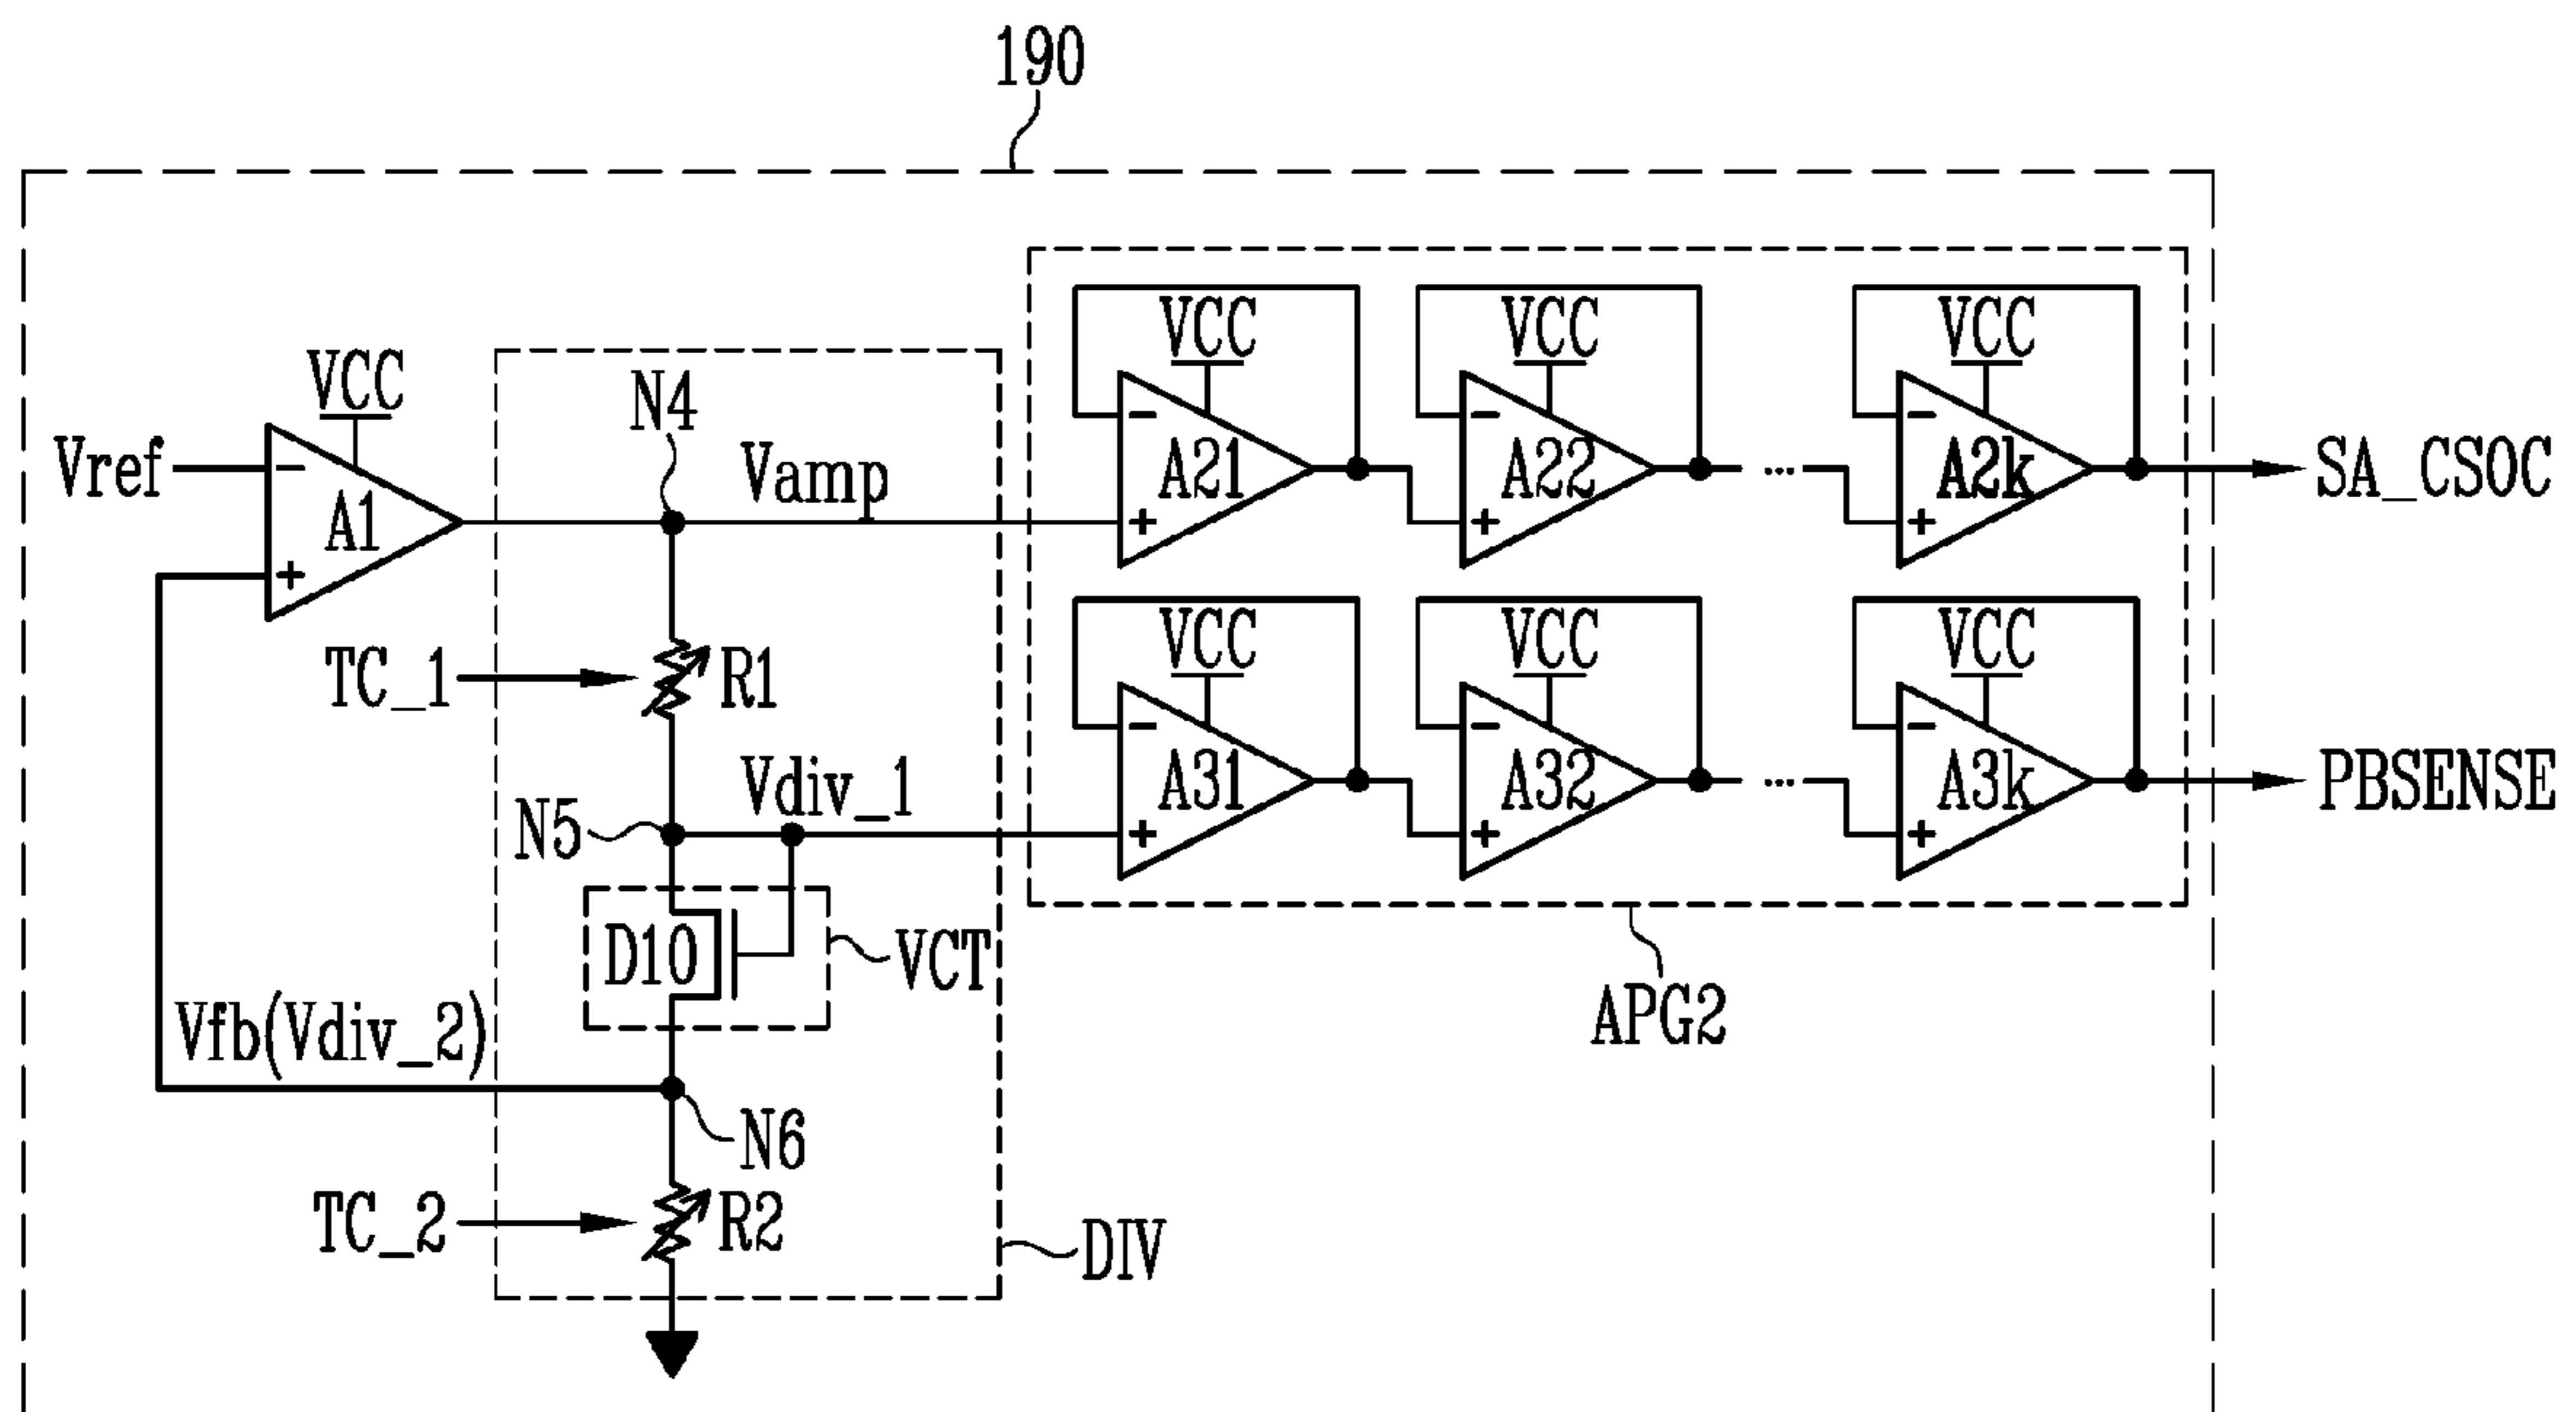 190
VCC
VCC
VCC
VCC
N4
Vref
-
A1
+
Vamp
-
A21
+
-
A22
+
...
-
A2k
+
SA_CSOC
TC_1
R1
VCC
VCC
VCC
N5
Vdiv_1
-
A31
+
-
A32
+
...
-
A3k
+
PBSENSE
D10
VCT
APG2
Vfb(Vdiv_2)
N6
TC_2
R2
DIV